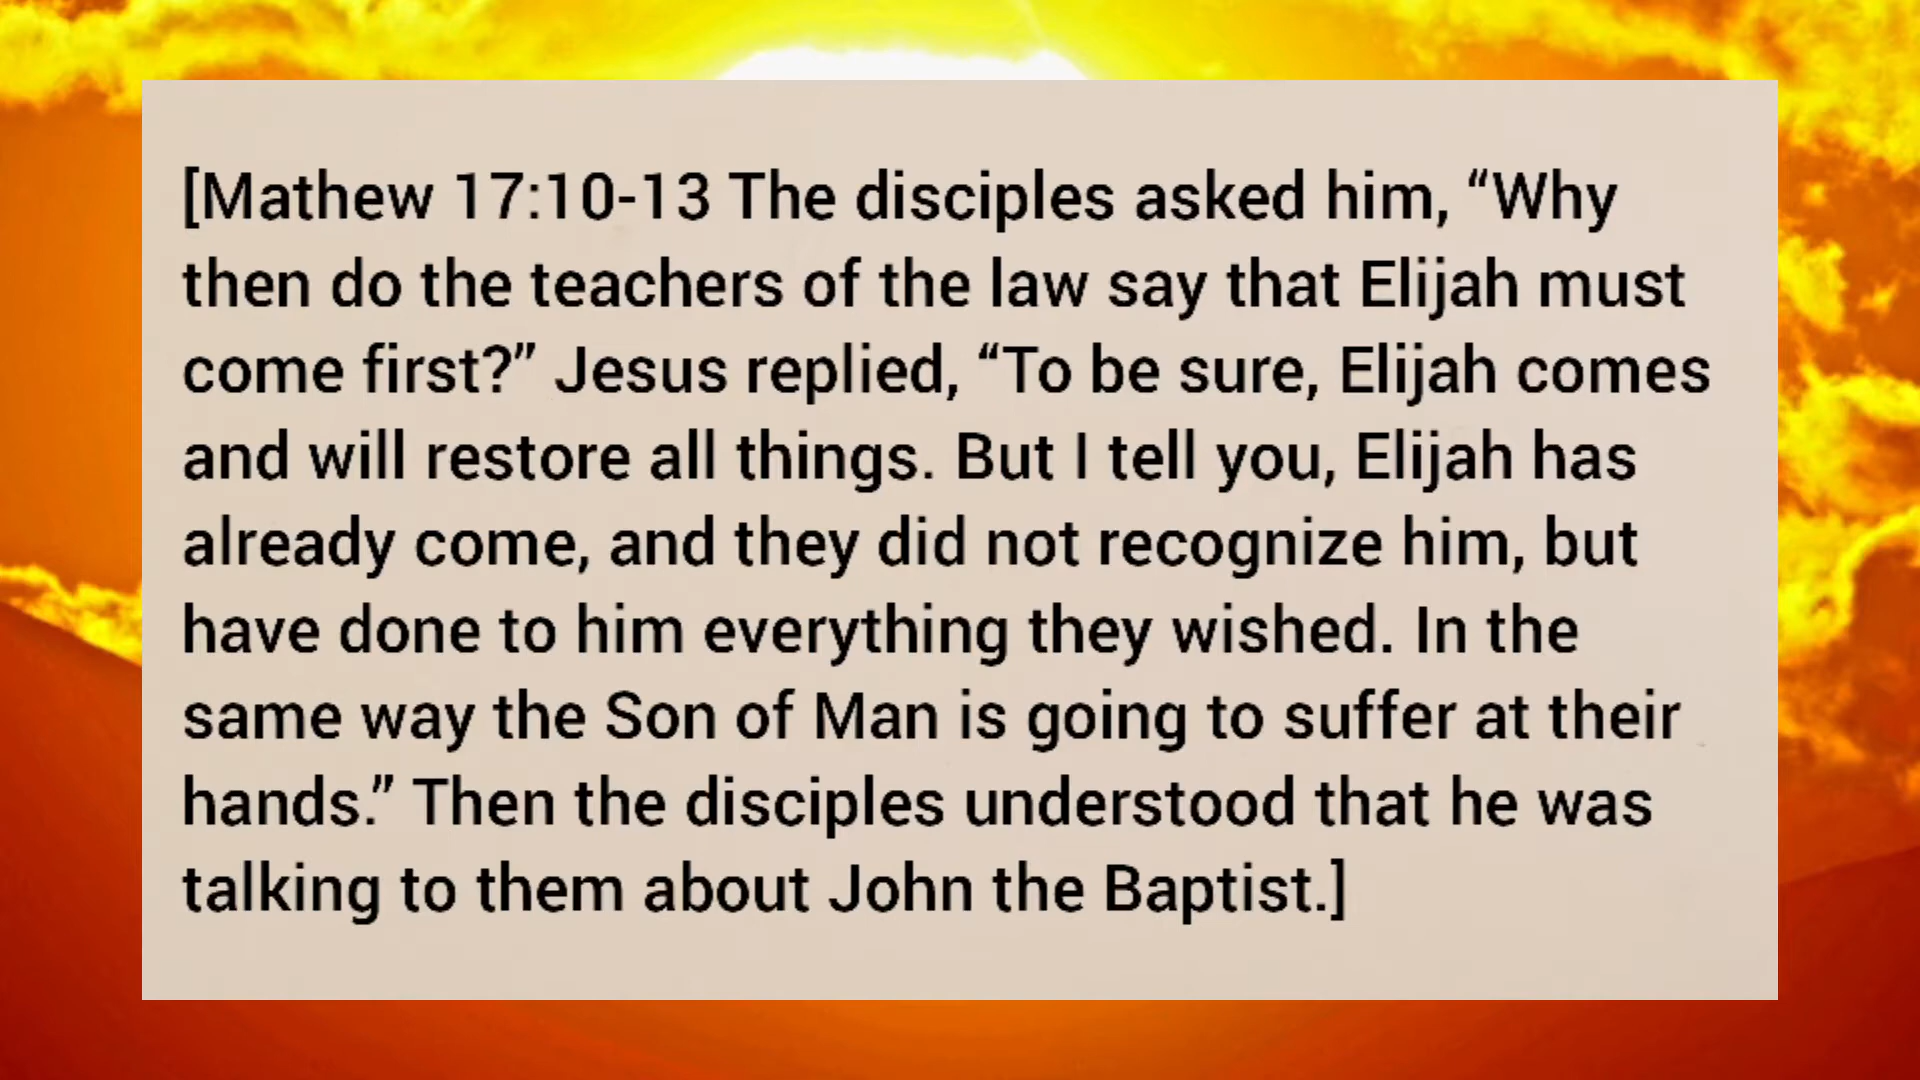 [Mathew 17:10-13 The disciples asked him, “Why
then do the teachers of the law say that Elijah must
come first?” Jesus replied, “To be sure, Elijah comes
and will restore all things. But I tell you, Elijah has
already come, and they did not recognize him, but
have done to him everything they wished. In the
same way the Son of Man is going to suffer at their
hands.” Then the disciples understood that he was
talking to them about John the Baptist.]